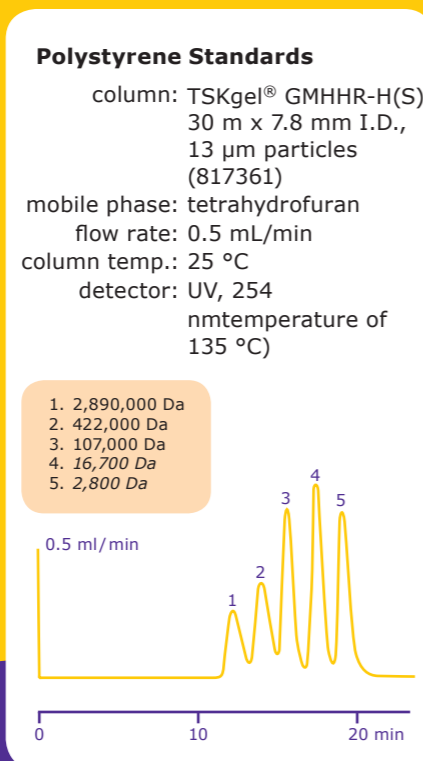 Polystyrene Standards
column: TSKgel® GMHHR-H(S)
30 m x 7.8 mm I.D.,
13 µm particles
(817361)
mobile phase: tetrahydrofuran
flow rate: 0.5 mL/min
column temp.: 25 °C
detector: UV, 254
nmtemperature of
135 °C)
1. 2,890,000 Da
2. 422,000 Da
3. 107,000 Da
4. 16,700 Da
5. 2,800 Da
0.5 ml/min
1
2
3
4
5
0
10
20 min